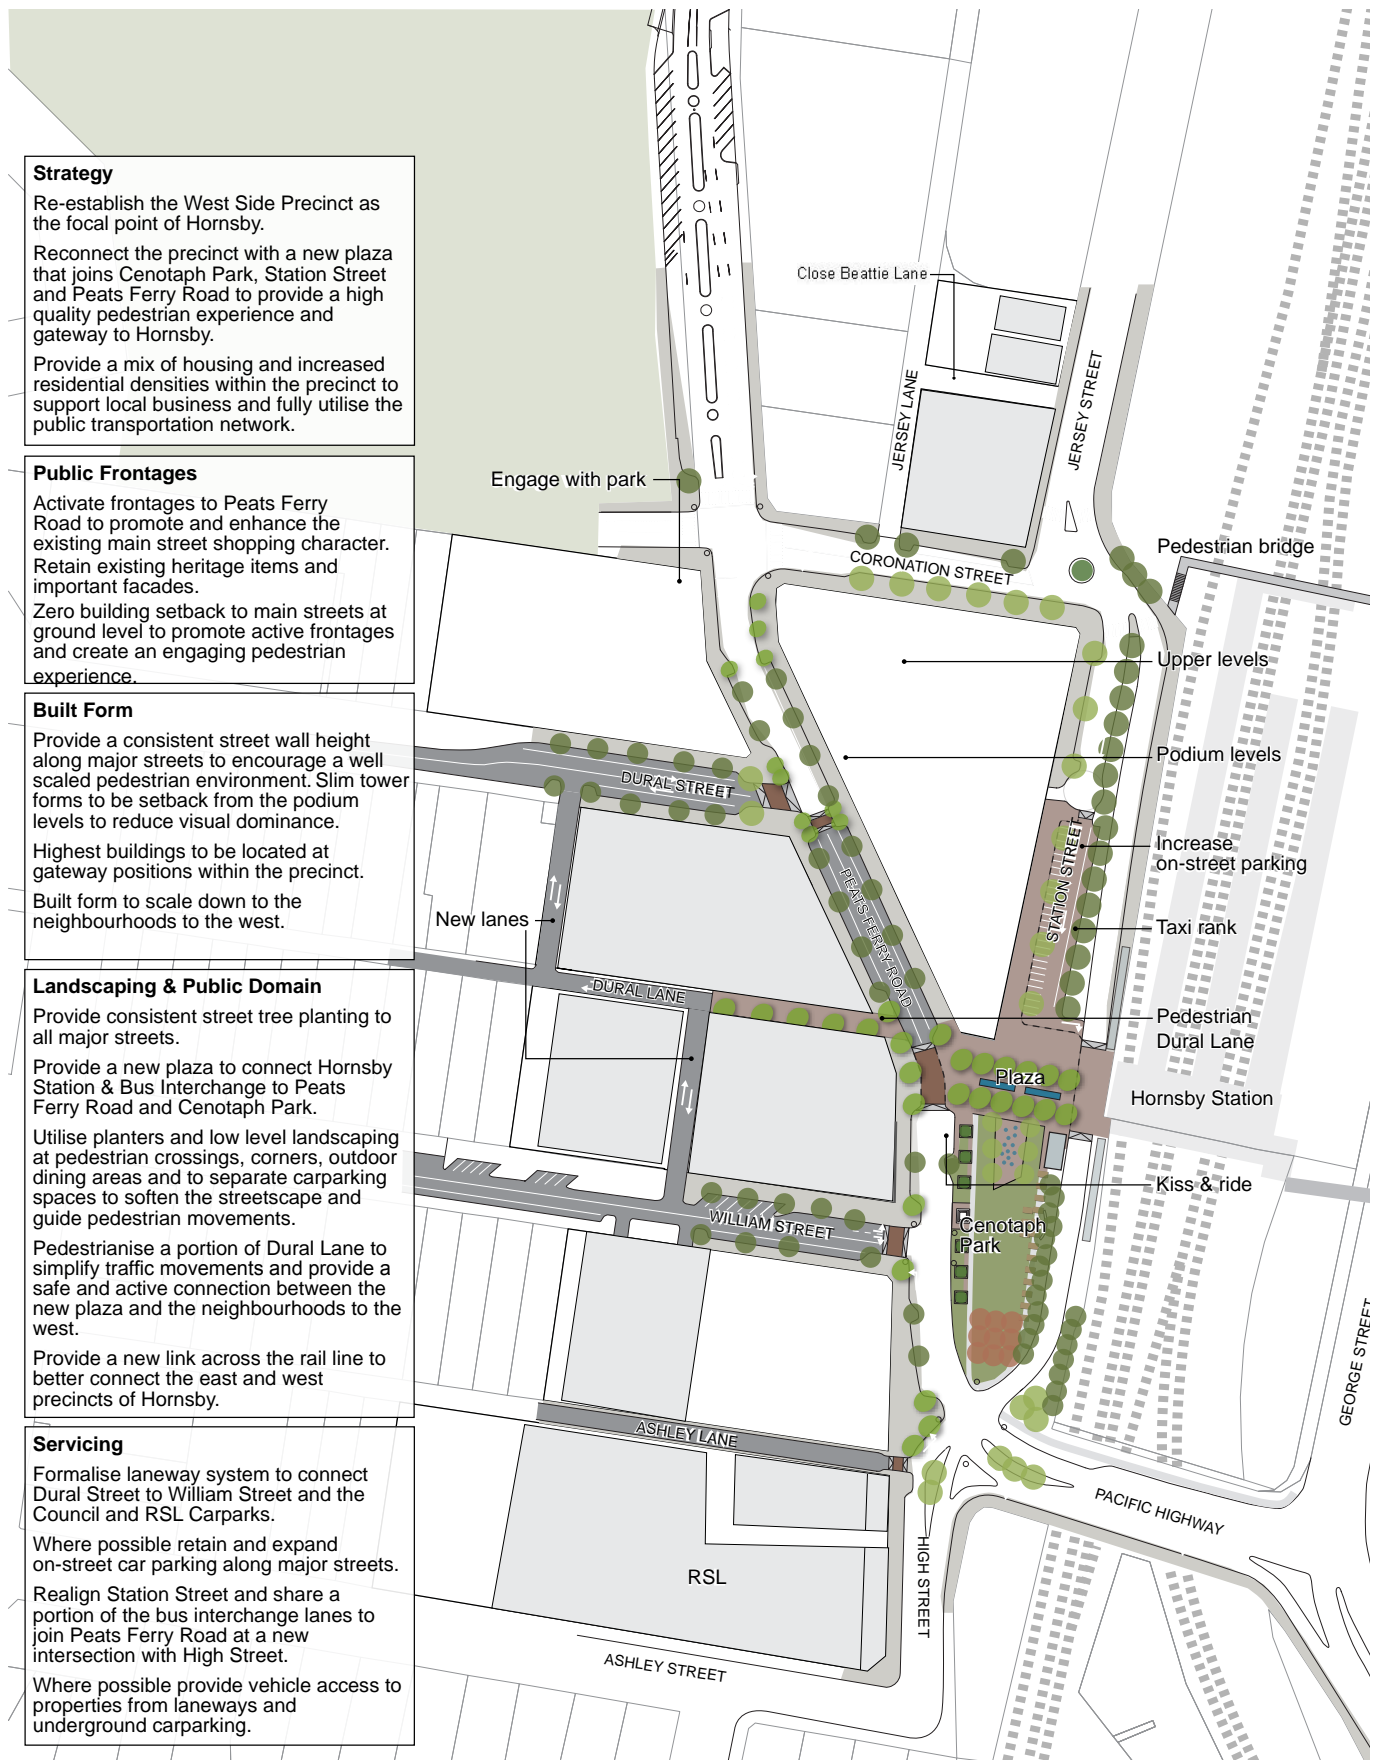 Strategy
Re-establish the West Side Precinct as
the focal point of Hornsby.
Reconnect the precinct with a new plaza
that joins Cenotaph Park, Station Street
and Peats Ferry Road to provide a high
quality pedestrian experience and
gateway to Hornsby.
Provide a mix of housing and increased
residential densities within the precinct to
support local business and fully utilise the
public transportation network.
Public Frontages
Activate frontages to Peats Ferry
Road to promote and enhance the
existing main street shopping character.
Retain existing heritage items and
important facades.
Zero building setback to main streets at
ground level to promote active frontages
and create an engaging pedestrian
experience.
Built Form
Provide a consistent street wall height
along major streets to encourage a well
scaled pedestrian environment. Slim tower
forms to be setback from the podium
levels to reduce visual dominance.
Highest buildings to be located at
gateway positions within the precinct.
Built form to scale down to the
neighbourhoods to the west.
Landscaping & Public Domain
Provide consistent street tree planting to
all major streets.
Provide a new plaza to connect Hornsby
Station & Bus Interchange to Peats
Ferry Road and Cenotaph Park.
Utilise planters and low level landscaping
at pedestrian crossings, corners, outdoor
dining areas and to separate carparking
spaces to soften the streetscape and
guide pedestrian movements.
Pedestrianise a portion of Dural Lane to
simplify traffic movements and provide a
safe and active connection between the
new plaza and the neighbourhoods to the
west.
Provide a new link across the rail line to
better connect the east and west
precincts of Hornsby.
Servicing
Formalise laneway system to connect
Dural Street to William Street and the
Council and RSL Carparks.
Where possible retain and expand
on-street car parking along major streets.
Realign Station Street and share a
portion of the bus interchange lanes to
join Peats Ferry Road at a new
intersection with High Street.
Where possible provide vehicle access to
properties from laneways and
underground carparking.
Close Beattie Lane
JERSEY LANE
JERSEY STREET
Engage with park
CORONATION STREET
Pedestrian bridge
Upper levels
Podium levels
DURAL STREET
Increase
on-street parking
STATION STREET
PEATS FERRY ROAD
New lanes
Taxi rank
DURAL LANE
Pedestrian
Dural Lane
Plaza
Hornsby Station
Kiss & ride
WILLIAM STREET
Cenotaph
Park
GEORGE STREET
ASHLEY LANE
PACIFIC HIGHWAY
HIGH STREET
RSL
ASHLEY STREET